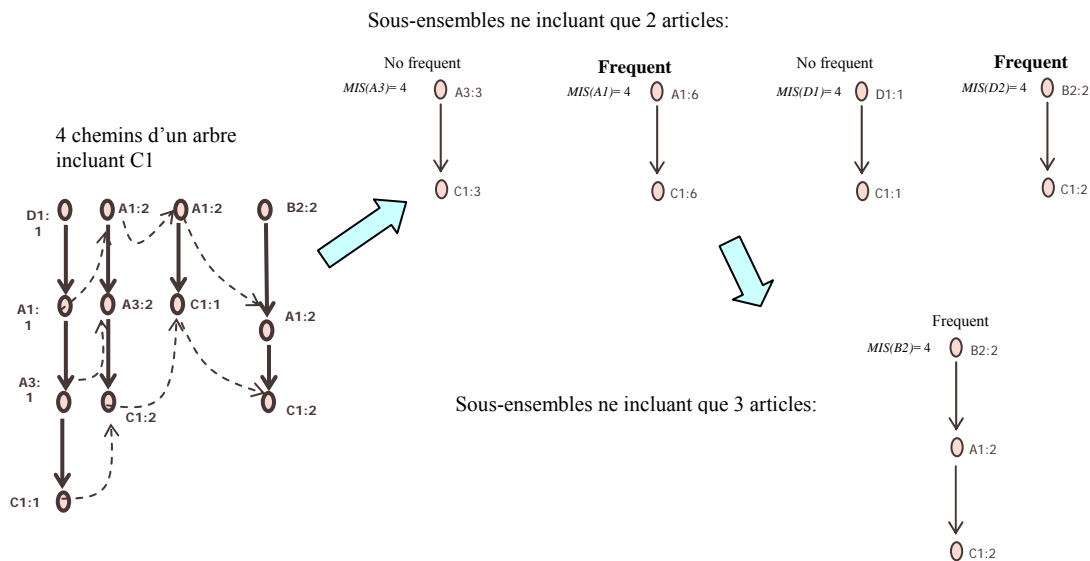 Sous-ensembles ne incluant que 2 articles:
No frequent
MIS(A3)= 4
A3:3
C1:3
Frequent
MIS(A1)= 4
A1:6
C1:6
No frequent
MIS(D1)= 4
D1:1
C1:1
Frequent
MIS(D2)= 4
B2:2
C1:2
4 chemins d’un arbre
incluant C1
D1:
1
A1:2
A1:2
B2:2
A1:
1
A3:2
C1:1
A1:2
A3:
1
C1:2
C1:2
C1:1
Sous-ensembles ne incluant que 3 articles:
Frequent
MIS(B2)= 4
B2:2
A1:2
C1:2